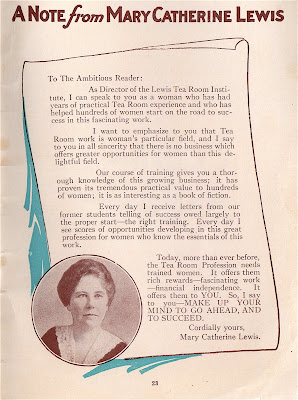 A NOTE from MARY CATHERINE LEWIS
To The Ambitious Reader:
As Director of the Lewis Tea Room Insti-
tute, I can speak to you as a woman who has had
years of practical Tea Room experience and who has
helped hundreds of women start on the road to suc-
cess in this fascinating work.
I want to emphasize to you that Tea
Room work is woman's particular field, and I say
to you in all sincerity that there is no business which
offers greater opportunities for women than this de-
lightful field.
Our course of training gives you a thor-
ough knowledge of this growing business; it has
proven its tremendous practical value to hundreds
of women; it is as interesting as a book of fiction.
Every day I receive letters from our
former students telling of success owed largely to
the proper start—the right training. Every day I
see scores of opportunities developing in this great
profession for women who know the essentials of this
work.
Today, more than ever before,
the Tea Room Profession needs
trained women. It offers them
rich rewards—fascinating work
—financial independence. It
offers them to YOU. So, I say
to you—MAKE UP YOUR
MIND TO GO AHEAD, AND
TO SUCCEED.
Cordially yours,
Mary Catherine Lewis.
23